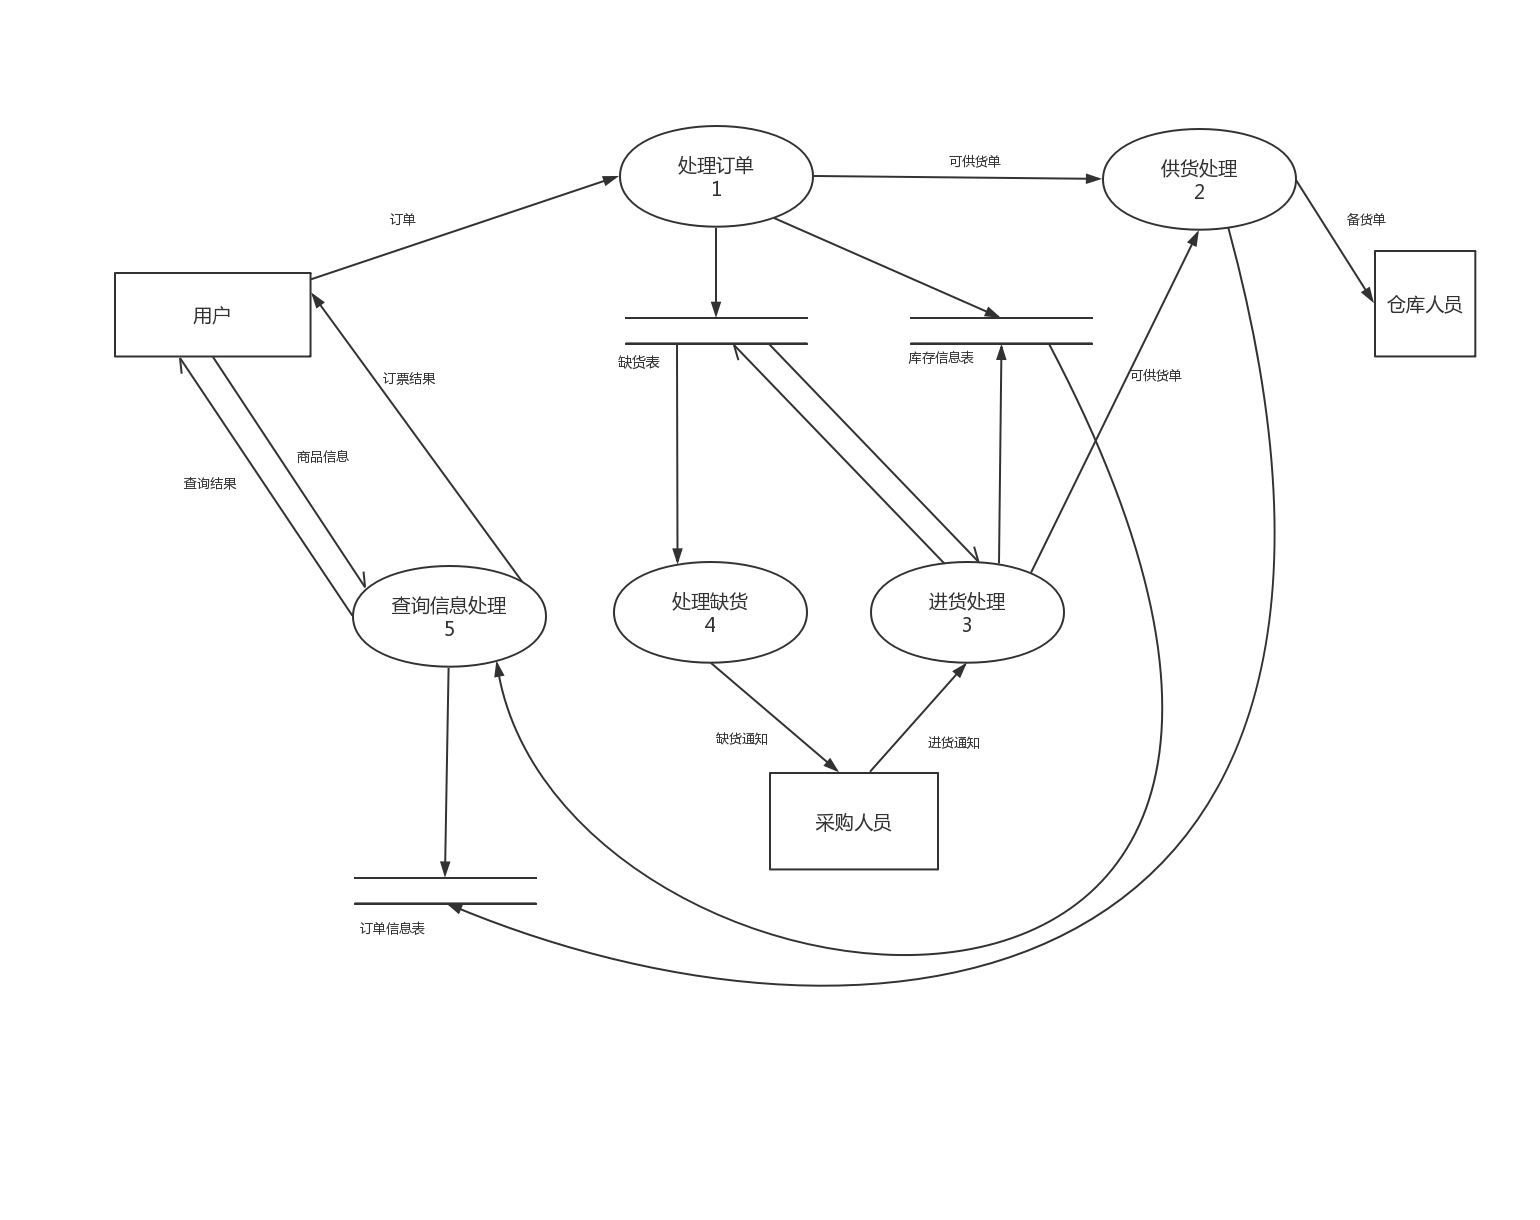 处理订单
1
可供货单
供货处理
2
订单
备货单
用户
仓库人员
缺货表
库存信息表
订票结果
可供货单
商品信息
查询结果
查询信息处理
5
处理缺货
4
进货处理
3
缺货通知
进货通知
采购人员
订单信息表